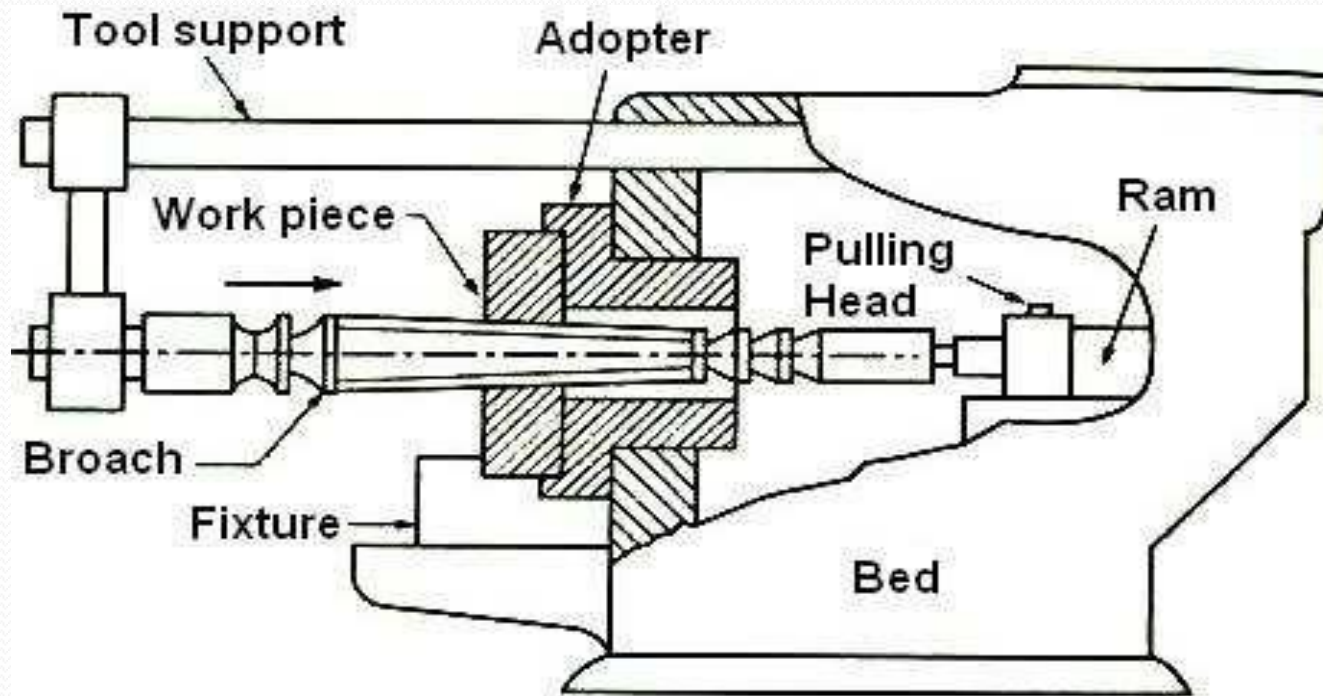 Tool support
Adopter
Work piece
Ram
Pulling
Head
Broach
Fixture
Bed